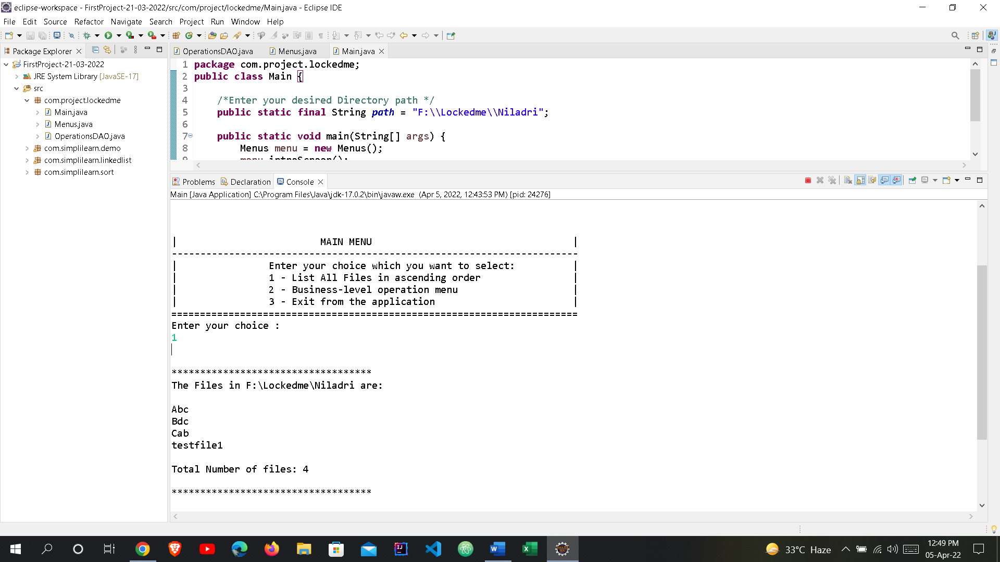 eclipse-workspace - FirstProject-21-03-2022/src/com/project/lockedme/Main.java - Eclipse IDE
File Edit Source Refactor Navigate Search Project Run Window Help
Package Explorer
FirstProject-21-03-2022
JRE System Library [JavaSE-17]
src
com.project.lockedme
Main.java
Menus.java
OperationsDAO.java
com.simplilearn.demo
com.simplilearn.linkedlist
com.simplilearn.sort
OperationsDAO.java Menus.java Main.java
1 package com.project.lockedme;
2 public class Main {
3
4 /*Enter your desired Directory path */
5 public static final String path = "F:\\Lockedme\\Niladri";
6
7 public static void main(String[] args) {
8 Menus menu = new Menus();
9 menu.introScreen();
Problems Declaration Console
Main [Java Application] C:\Program Files\Java\jdk-17.0.2\bin\javaw.exe (Apr 5, 2022, 12:43:53 PM) [pid: 24276]
| MAIN MENU |
-----------------------------------------------------------------------
| Enter your choice which you want to select: |
| 1 - List All Files in ascending order |
| 2 - Business-level operation menu |
| 3 - Exit from the application |
=======================================================================
Enter your choice :
1
***********************************
The Files in F:\Lockedme\Niladri are:
Abc
Bdc
Cab
testfile1
Total Number of files: 4
***********************************
33°C Haze
12:49 PM
05-Apr-22